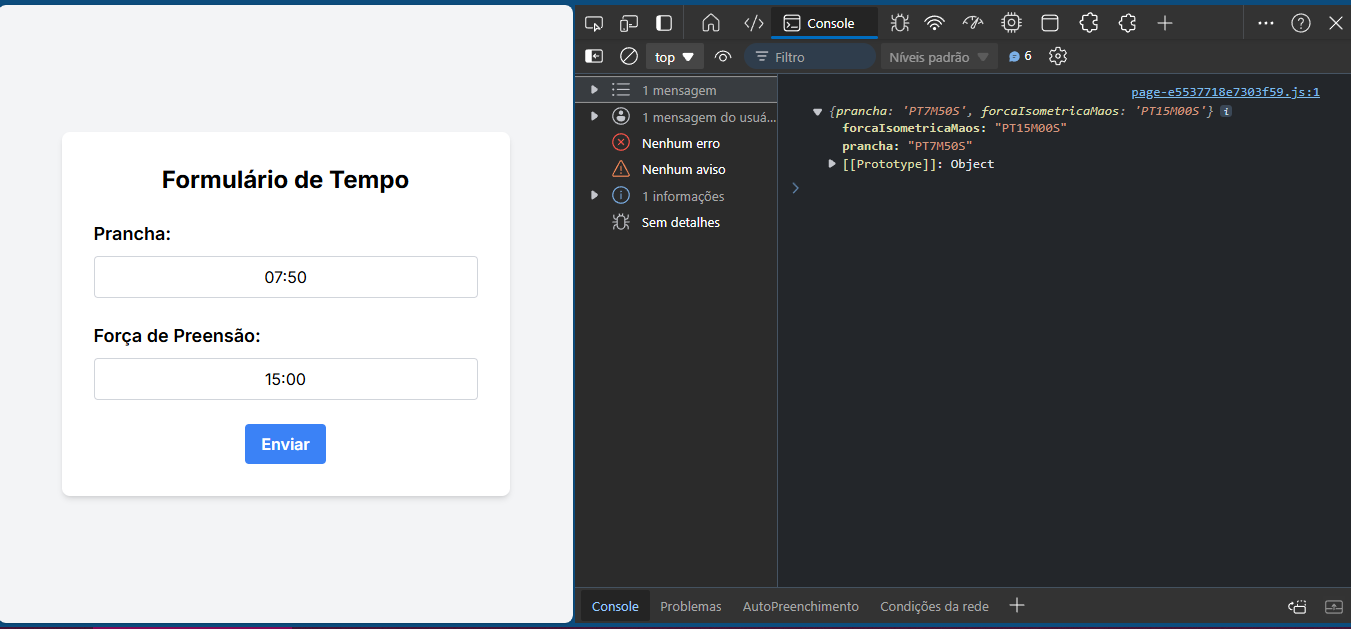 Formulário de Tempo
Prancha:
07:50
Força de Preensão:
15:00
Enviar
Console
top
Filtro
Níveis padrão
6
1 mensagem
1 mensagem do usuá...
Nenhum erro
Nenhum aviso
1 informações
Sem detalhes
page-e5537718e7303f59.js:1
{prancha: 'PT7M50S', forcaIsometricaMaos: 'PT15M00S'} i
forcaIsometricaMaos: "PT15M00S"
prancha: "PT7M50S"
[[Prototype]]: Object
Console Problemas AutoPreenchimento Condições da rede